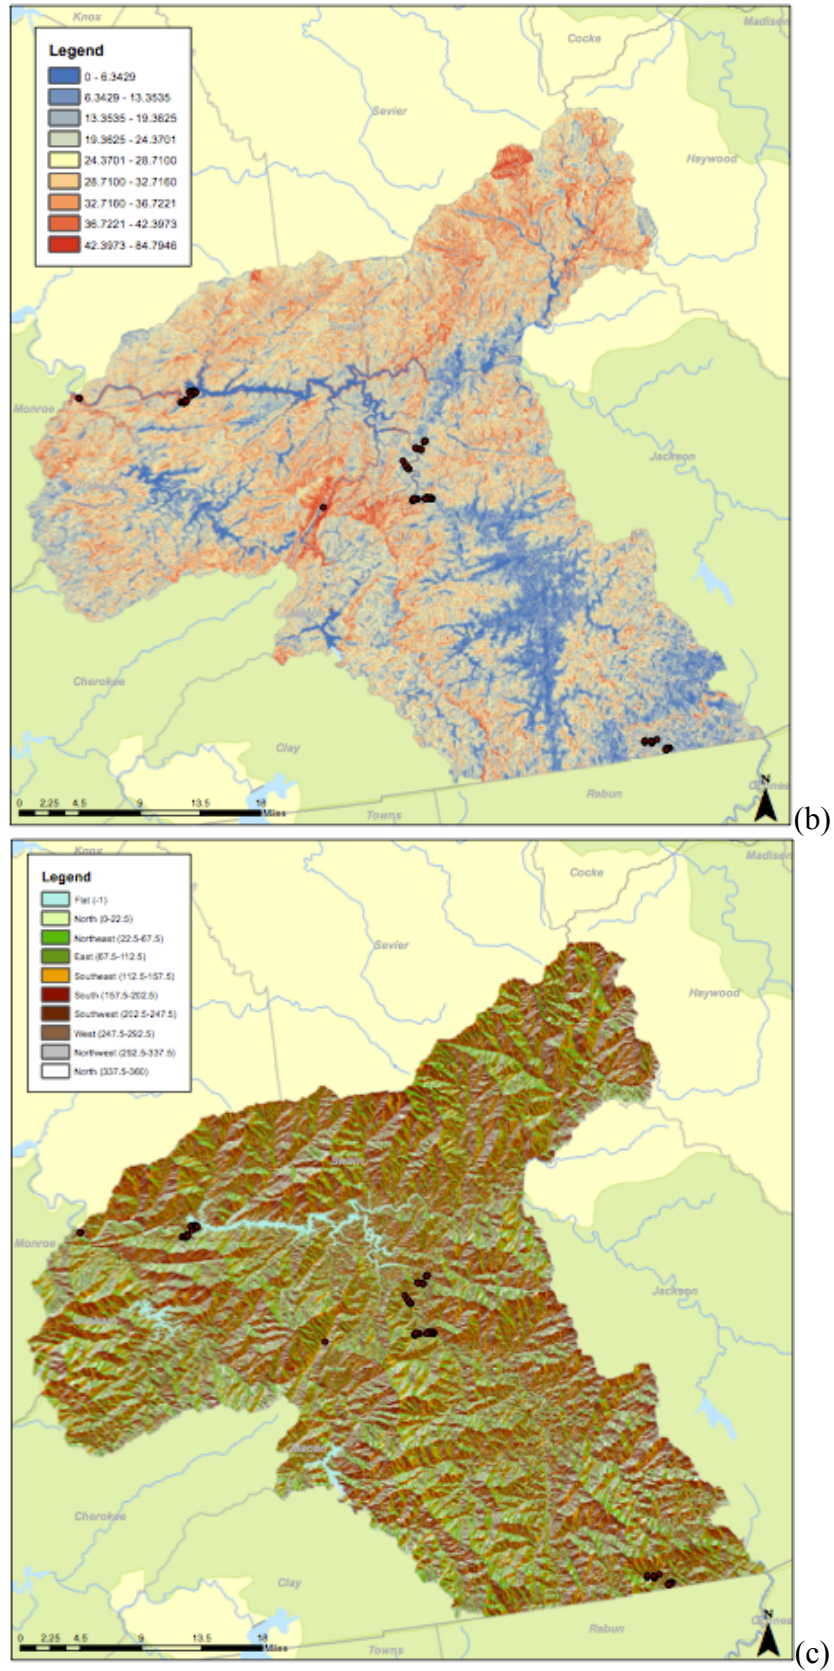 Knox
Madison
Cocke
Legend
0 - 6.3429
6.3429 - 13.3535
13.3535 - 19.3625
19.3625 - 24.3701
24.3701 - 28.7100
28.7100 - 32.7160
32.7160 - 36.7221
36.7221 - 42.3973
42.3973 - 84.7946
Sevier
Haywood
Monroe
Jackson
Cherokee
Clay
Rabun
Towns
0 2.25 4.5 9 13.5 18
Miles
N
(b)
Knox
Madison
Cocke
Legend
Flat (-1)
North (0-22.5)
Northeast (22.5-67.5)
East (67.5-112.5)
Southeast (112.5-157.5)
South (157.5-202.5)
Southwest (202.5-247.5)
West (247.5-292.5)
Northwest (292.5-337.5)
North (337.5-360)
Sevier
Haywood
Swain
Monroe
Jackson
Macon
Cherokee
Clay
Rabun
Towns
0 2.25 4.5 9 13.5 18
Miles
N
(c)